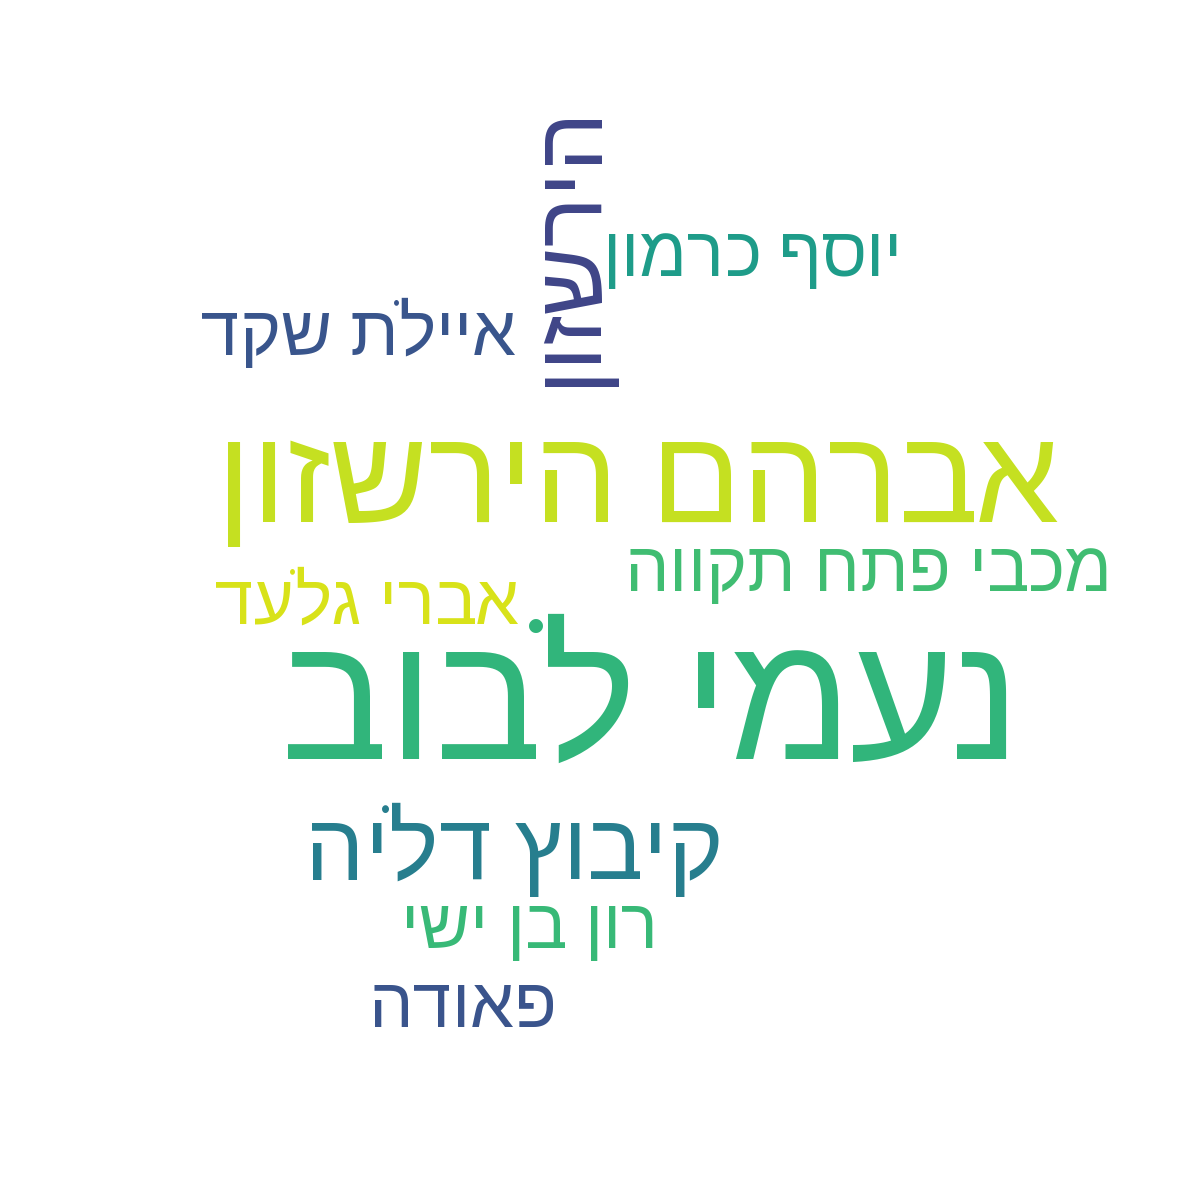 הירשזון
יוסף כרמון
איילת שקד
אברהם הירשזון
מכבי פתח תקווה
אברי גלעד
נעמי לבוב
קיבוץ דליה
רון בן ישי
פאודה